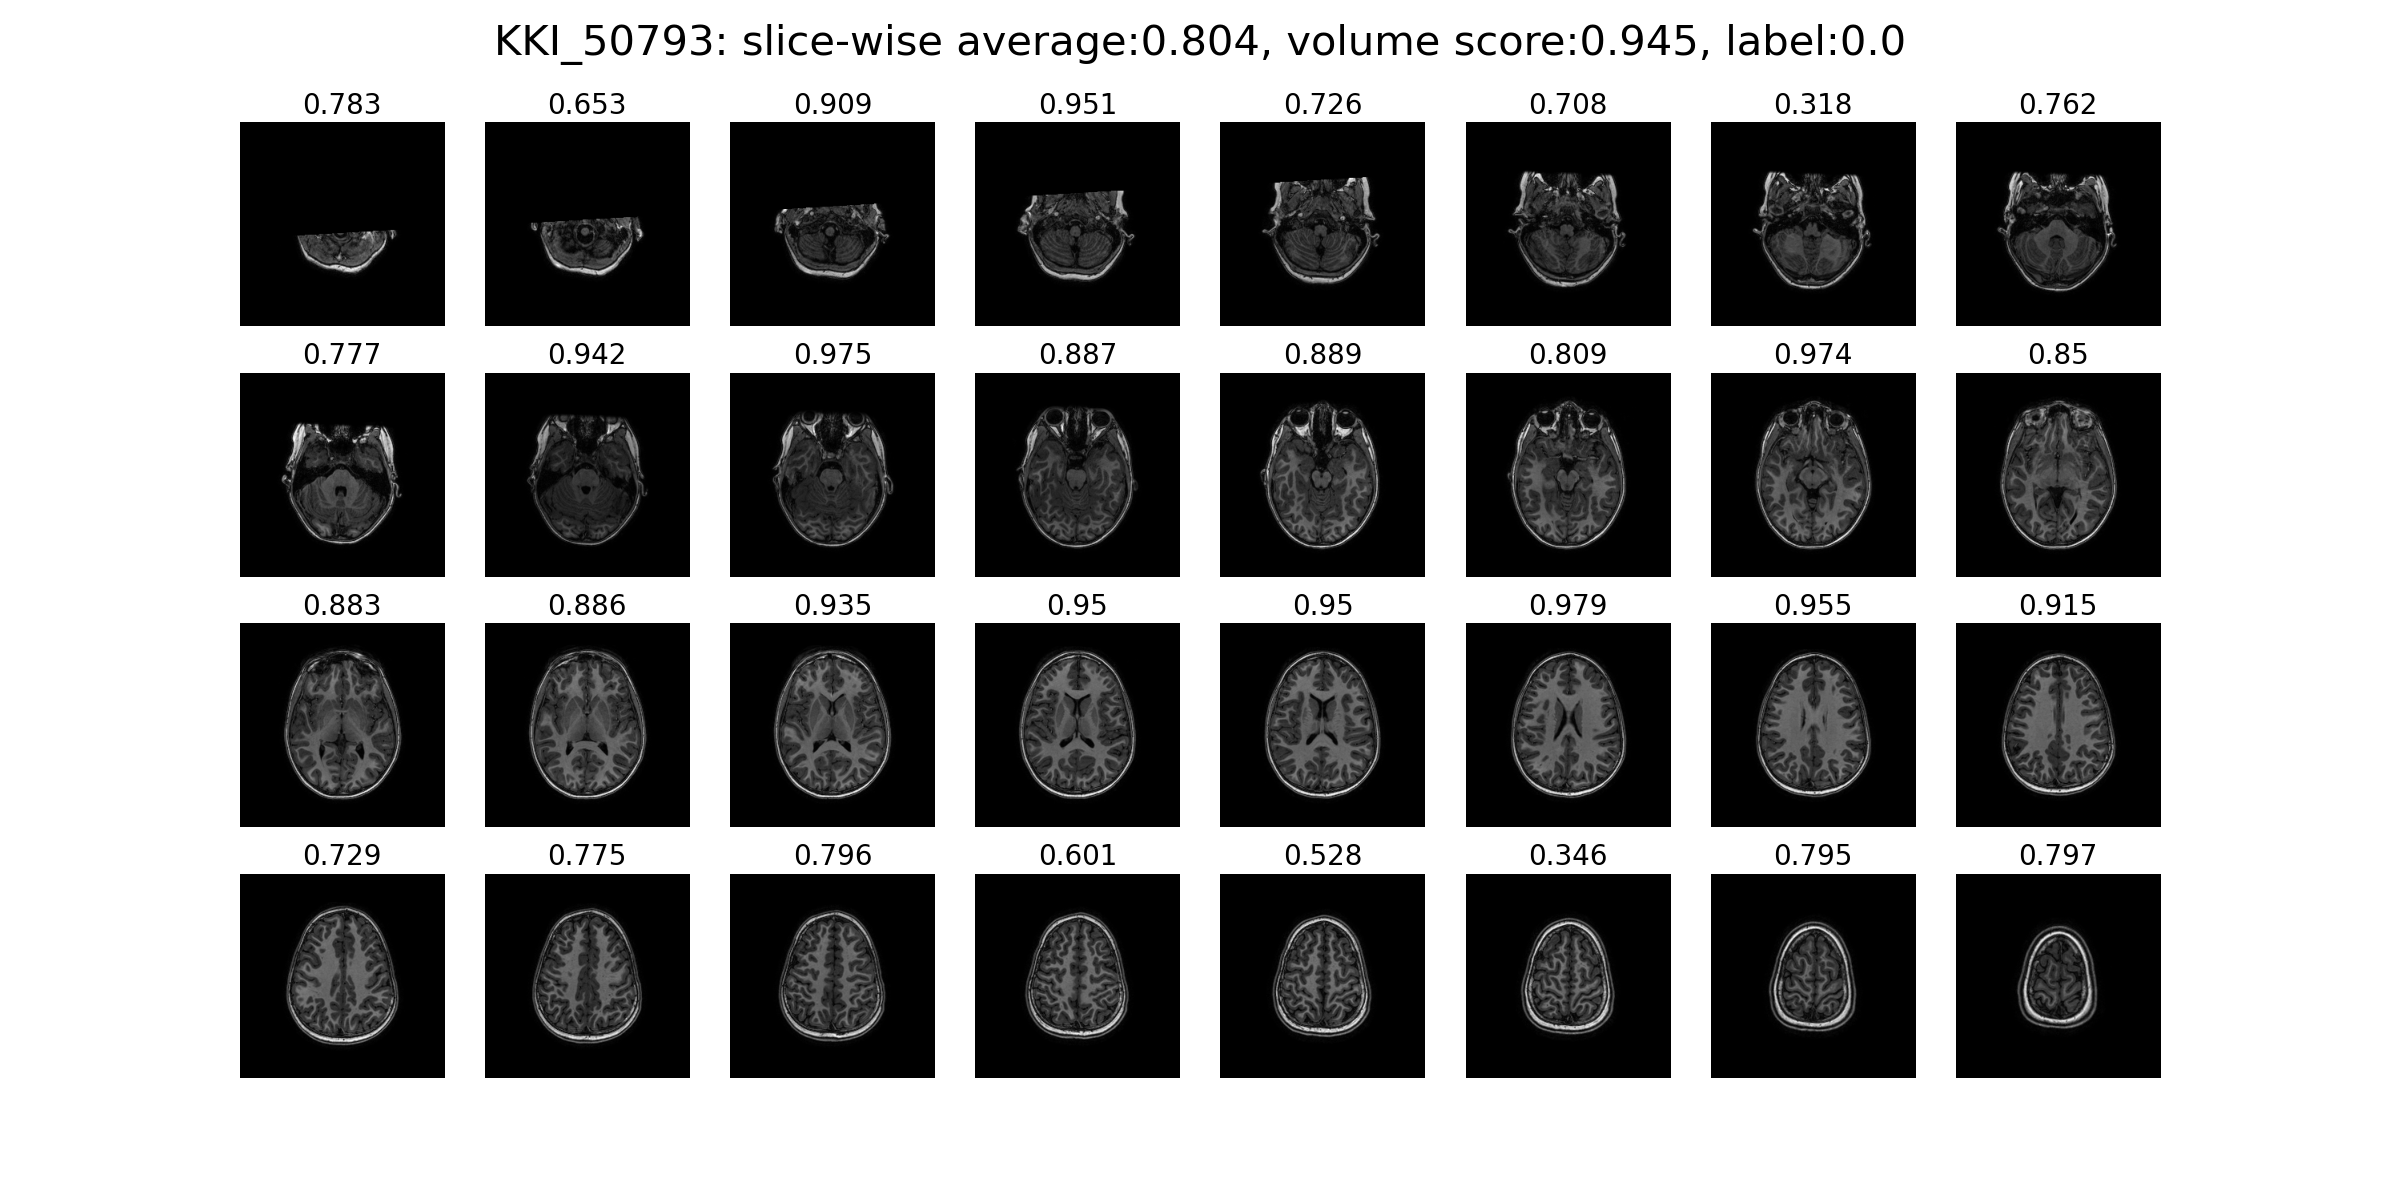 KKI_50793: slice-wise average:0.804, volume score:0.945, label:0.0
0.783 0.653 0.909 0.951 0.726 0.708 0.318 0.762
0.777 0.942 0.975 0.887 0.889 0.809 0.974 0.85
0.883 0.886 0.935 0.95 0.95 0.979 0.955 0.915
0.729 0.775 0.796 0.601 0.528 0.346 0.795 0.797